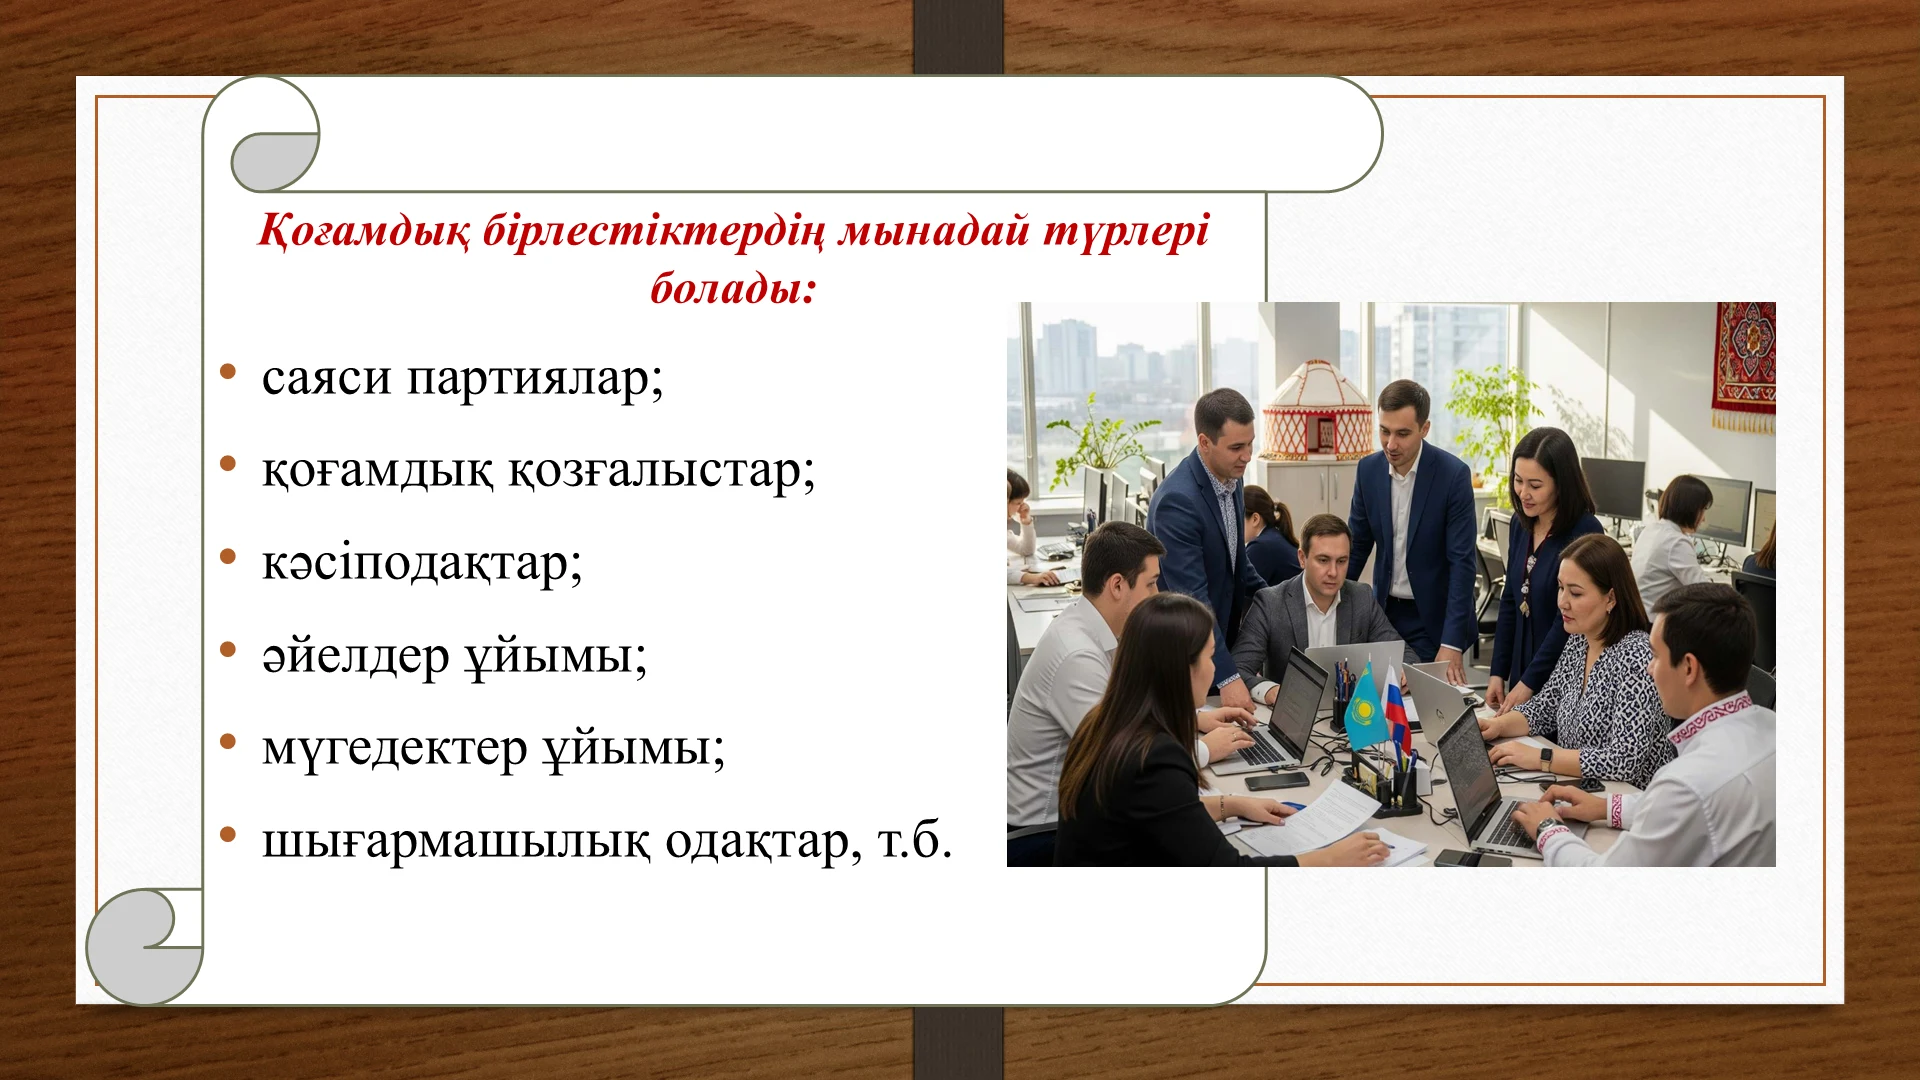 Қоғамдық бірлестіктердің мынадай түрлері
болады:
• саяси партиялар;
• қоғамдық қозғалыстар;
• кәсіподақтар;
• әйелдер ұйымы;
• мүгедектер ұйымы;
• шығармашылық одақтар, т.б.